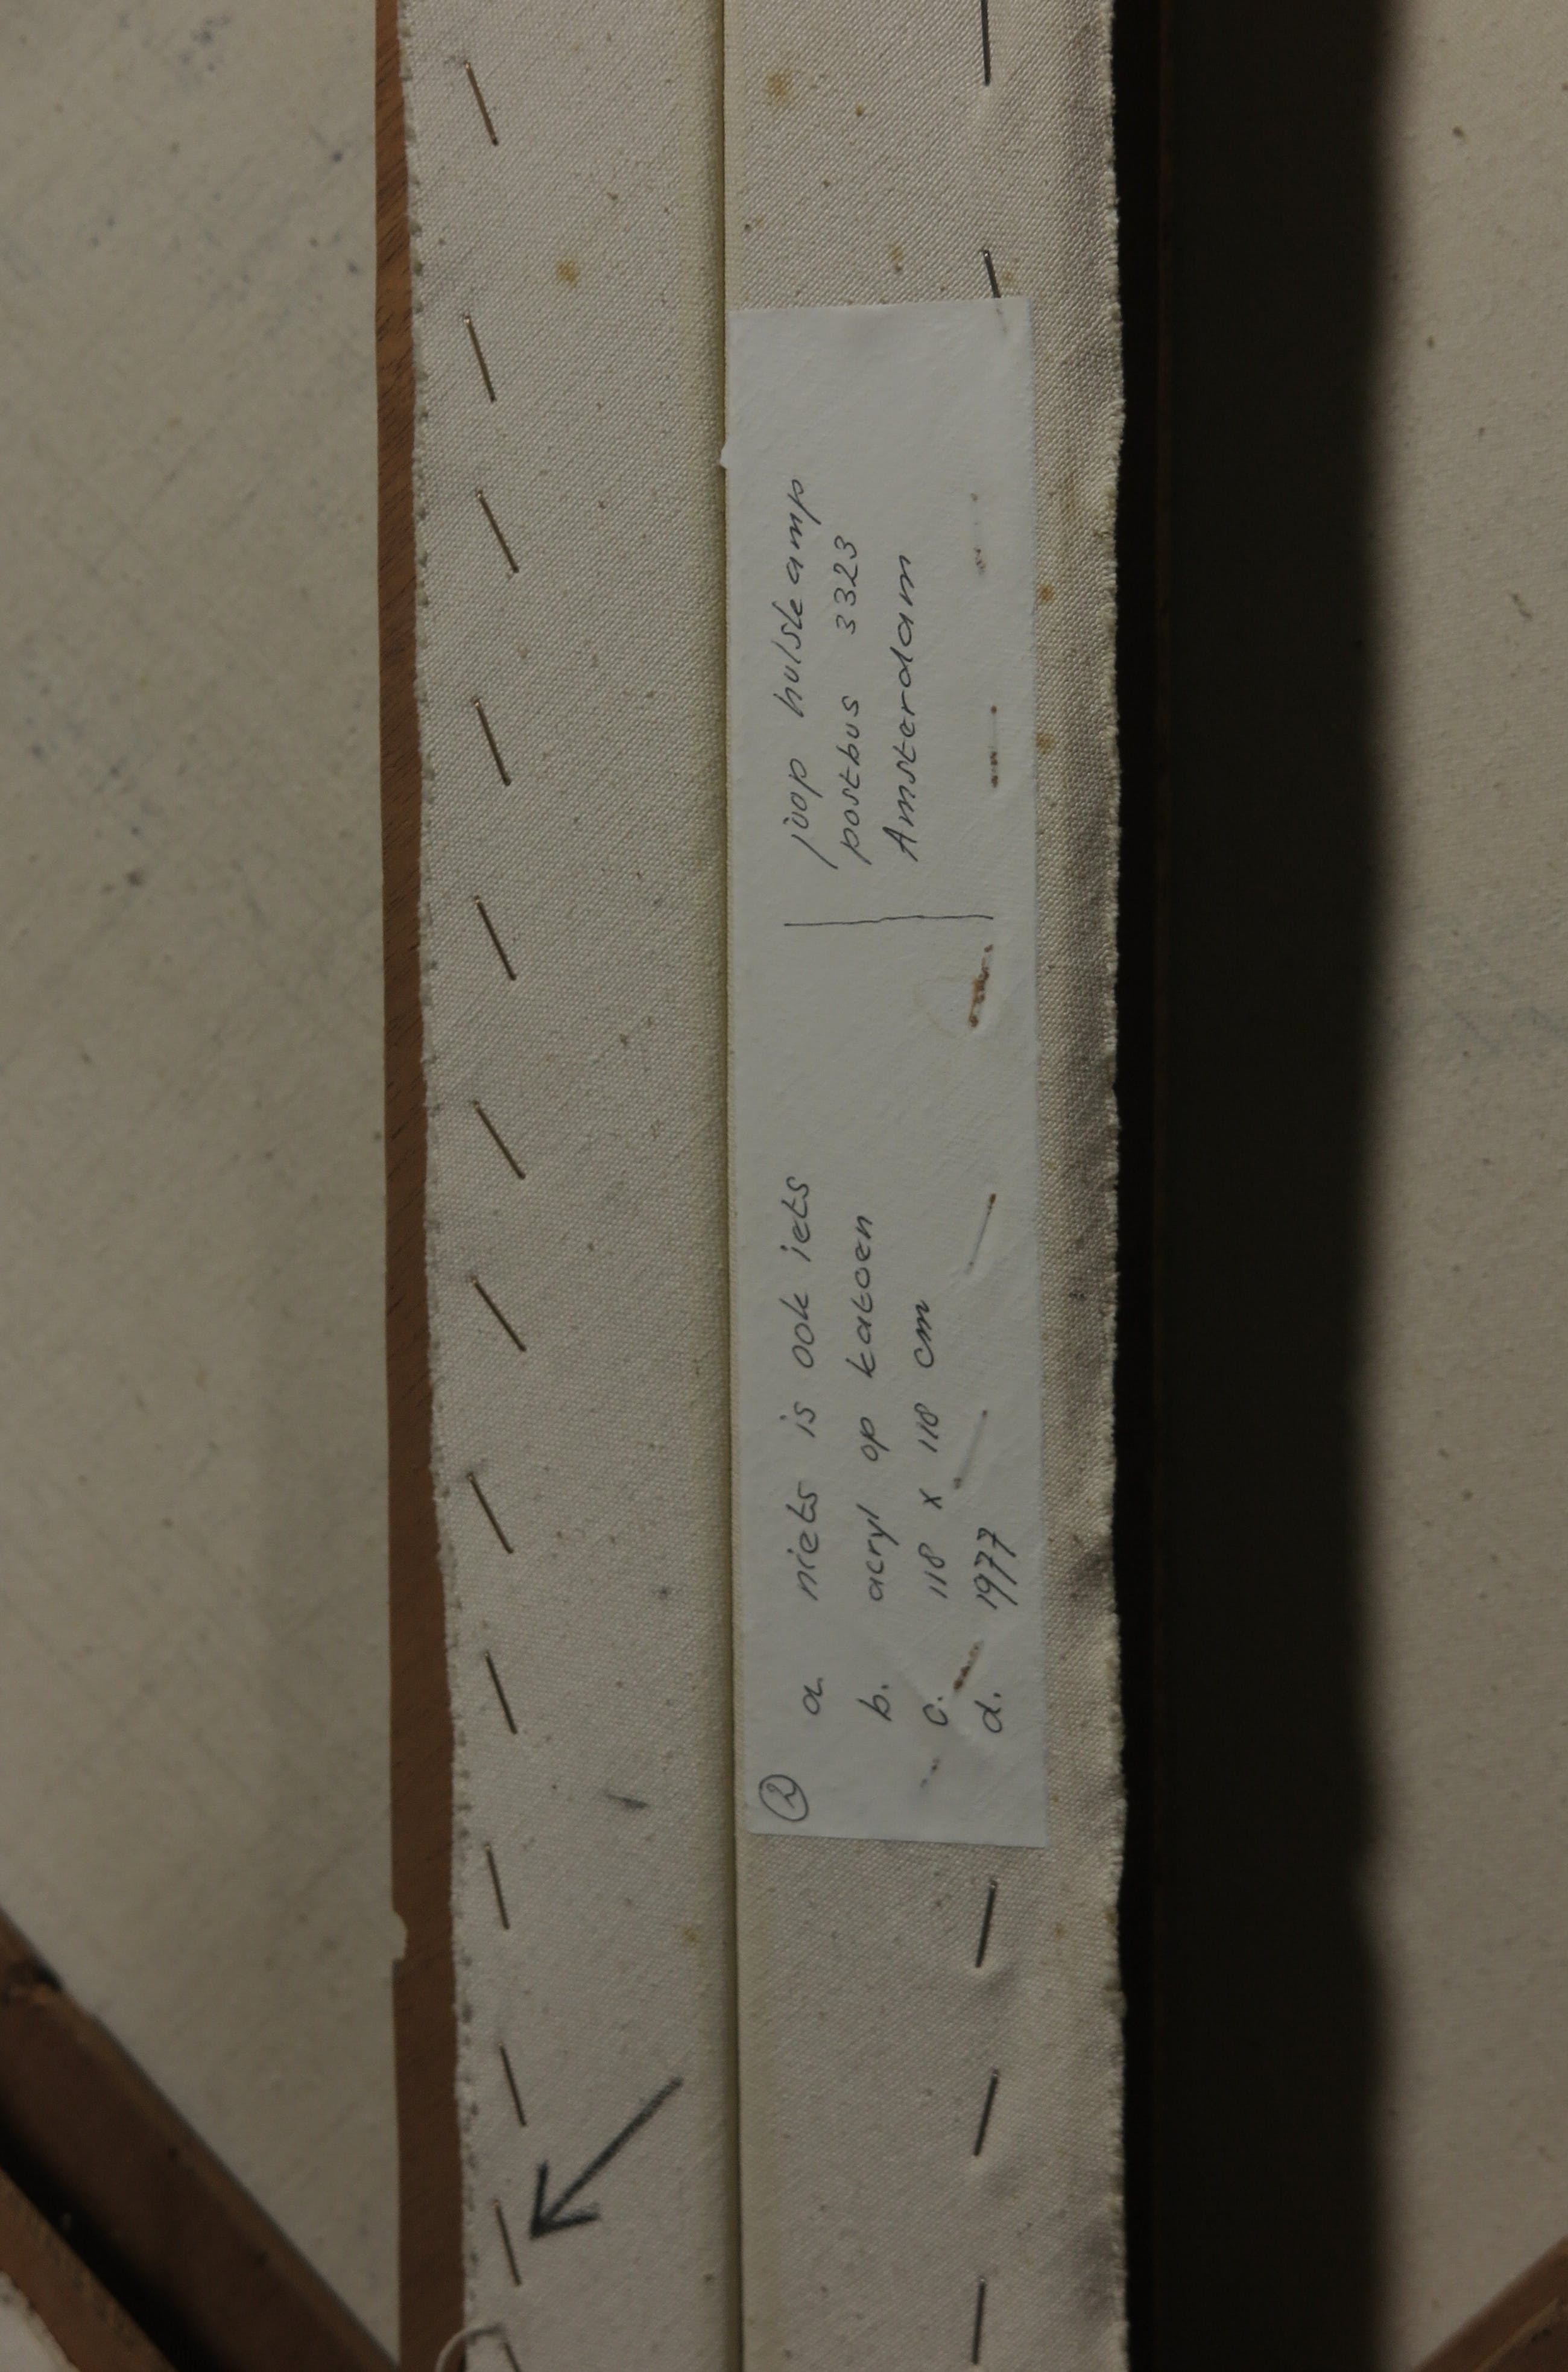 ② a. niets is ook iets
b. acryl op katoen
c. 118 x 118 cm
d. 1977
joop hulskamp
postbus 3323
Amsterdam